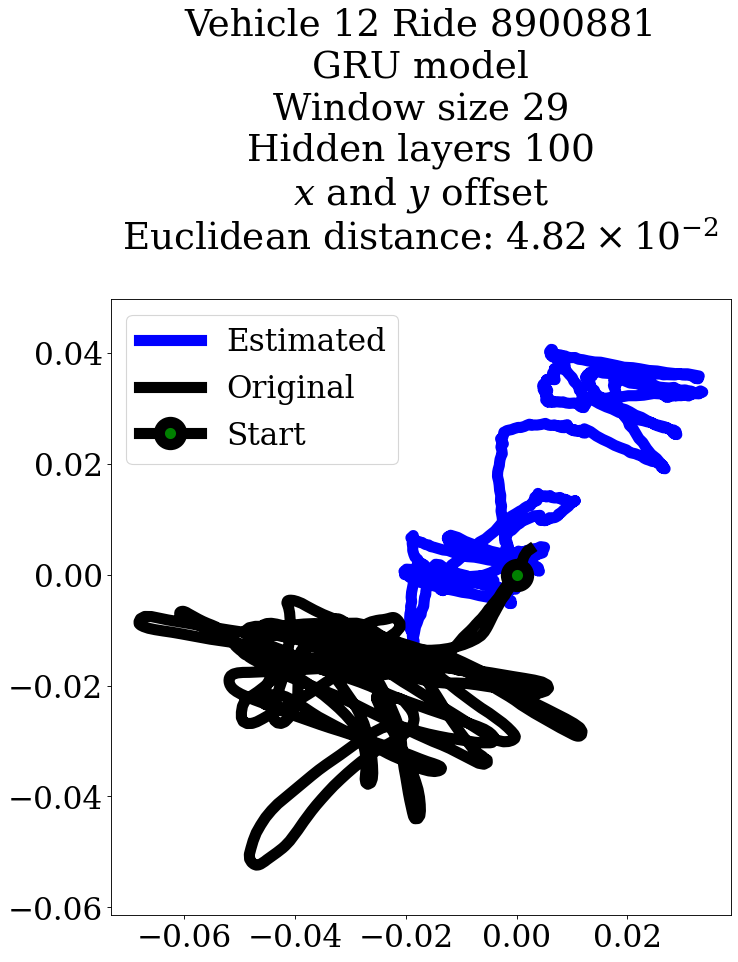 Vehicle 12 Ride 8900881
GRU model
Window size 29
Hidden layers 100
x and y offset
Euclidean distance: 4.82 × 10⁻²
Estimated
Original
Start
0.04
0.02
0.00
−0.02
−0.04
−0.06
−0.06 −0.04 −0.02 0.00 0.02